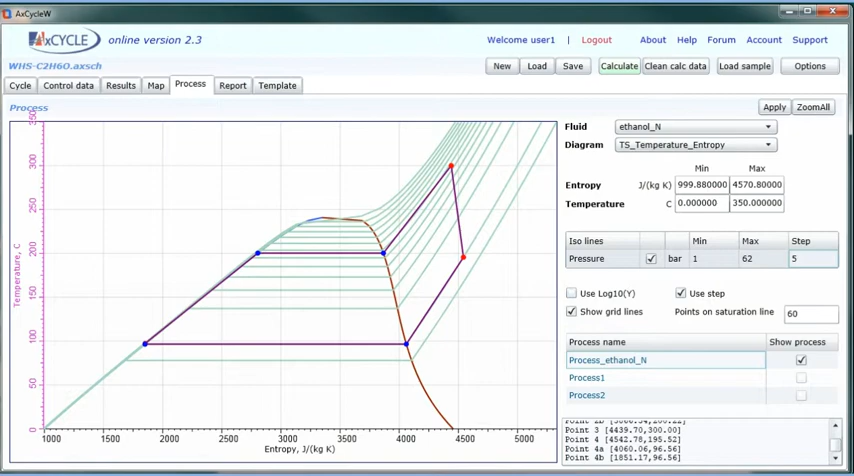 AxCycleW
AxCYCLE online version 2.3
Welcome user1 | Logout About Help Forum Account Support
WHS-C2H6O.axsch
New Load Save Calculate Clean calc data Load sample Options
Cycle Control data Results Map Process Report Template
Process
Apply ZoomAll
Fluid ethanol_N
Diagram TS_Temperature_Entropy
Min Max
Entropy J/(kg K) 999.880000 4570.80000
Temperature C 0.000000 350.000000
Iso lines Min Max Step
Pressure bar 1 62 5
Use Log10(Y) Use step
Show grid lines Points on saturation line 60
Process name Show process
Process_ethanol_N
Process1
Process2
Point 3 [4439.70,300.00]
Point 4 [4542.78,195.52]
Point 4a [4060.06,96.56]
Point 4b [1851.17,96.56]
Temperature, C
350
300
250
200
150
100
50
0
1000 1500 2000 2500 3000 3500 4000 4500 5000
Entropy, J/(kg K)